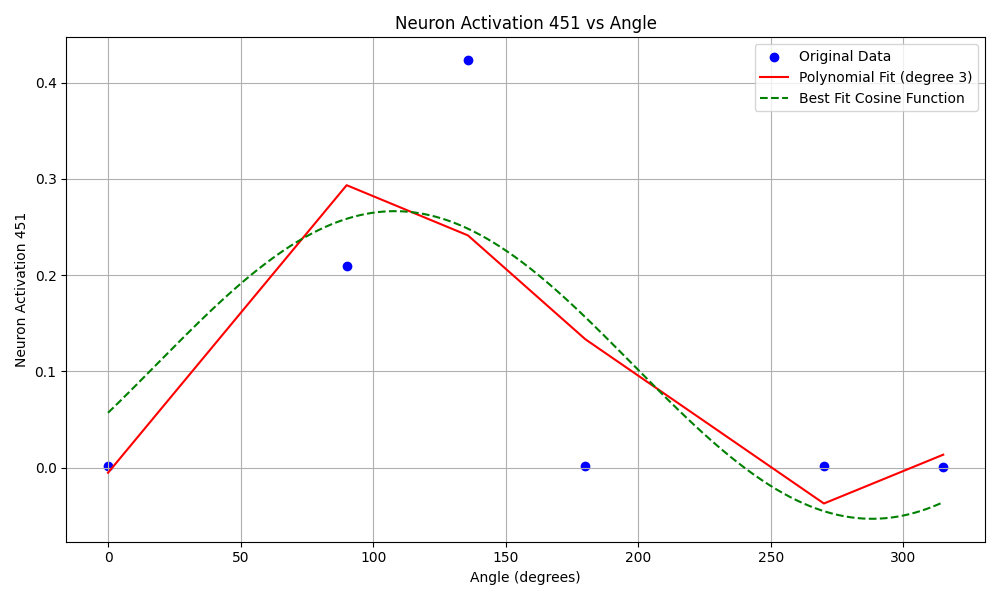 Neuron Activation 451 vs Angle
Original Data
Polynomial Fit (degree 3)
Best Fit Cosine Function
Neuron Activation 451
0.4
0.3
0.2
0.1
0.0
0
50
100
150
200
250
300
Angle (degrees)